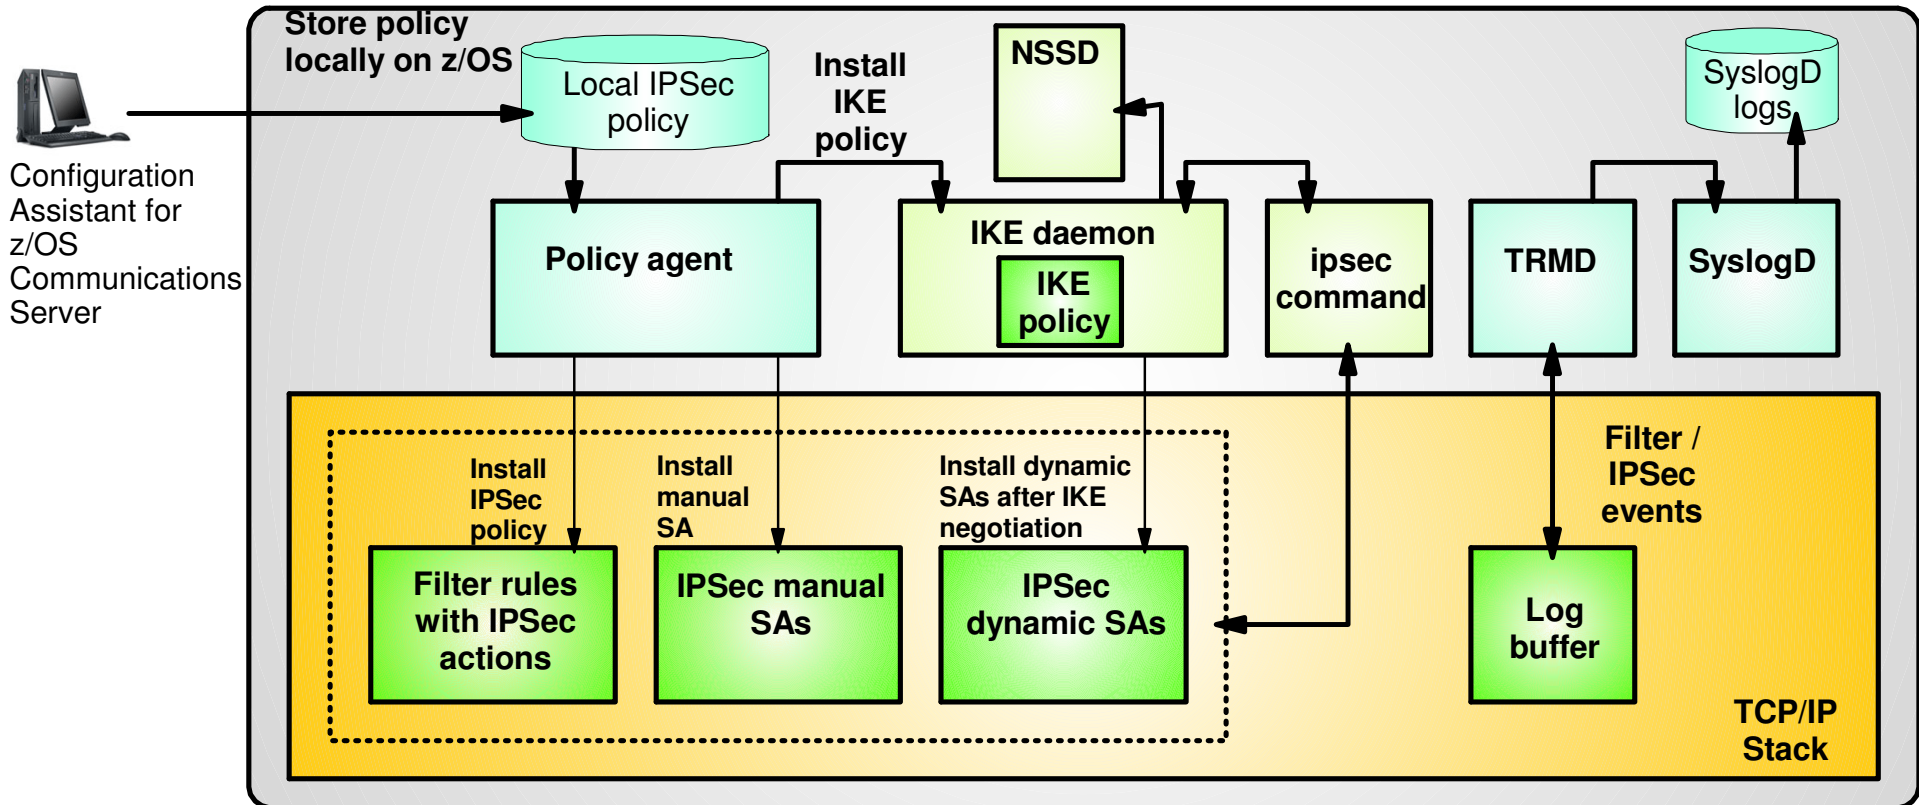 Store policy
locally on z/OS
Local IPSec
policy
Install
IKE
policy
NSSD
SyslogD
logs
Configuration
Assistant for
z/OS
Communications
Server
Policy agent
IKE daemon
IKE
policy
ipsec
command
TRMD
SyslogD
Install
IPSec
policy
Install
manual
SA
Install dynamic
SAs after IKE
negotiation
Filter /
IPSec
events
Filter rules
with IPSec
actions
IPSec manual
SAs
IPSec
dynamic SAs
Log
buffer
TCP/IP
Stack